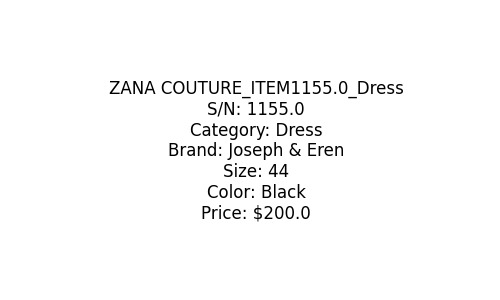 ZANA COUTURE_ITEM1155.0_Dress
S/N: 1155.0
Category: Dress
Brand: Joseph & Eren
Size: 44
Color: Black
Price: $200.0